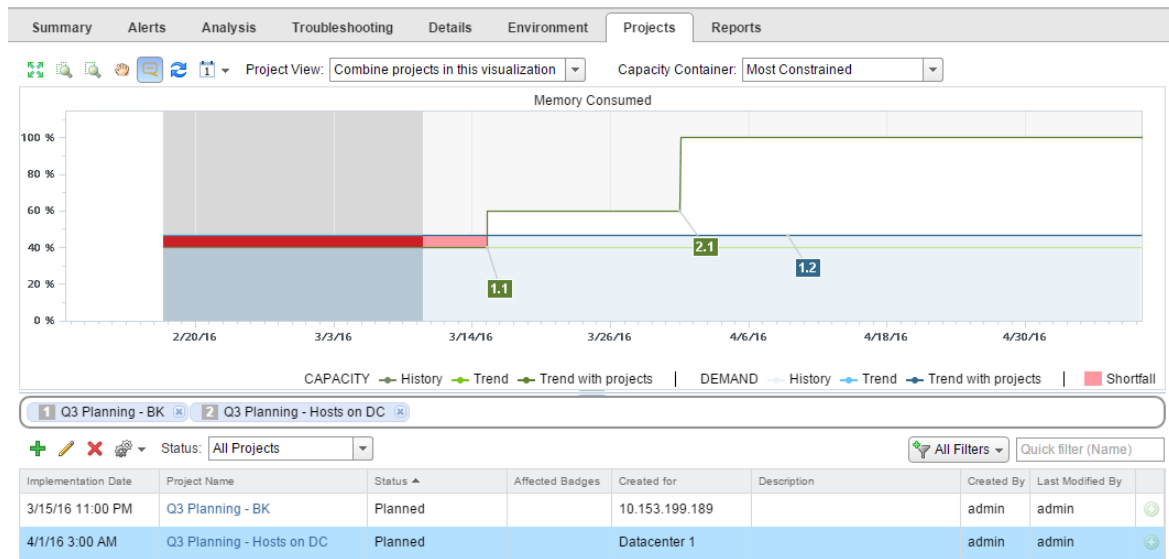 Summary Alerts Analysis Troubleshooting Details Environment Projects Reports
1 Project View: Combine projects in this visualization Capacity Container: Most Constrained
Memory Consumed
100 %
80 %
60 %
40 %
20 %
0 %
2.1
1.2
1.1
2/20/16 3/3/16 3/14/16 3/26/16 4/6/16 4/18/16 4/30/16
CAPACITY History Trend Trend with projects | DEMAND History Trend Trend with projects | Shortfall
1 Q3 Planning - BK 2 Q3 Planning - Hosts on DC
Status: All Projects All Filters Quick filter (Name)
Implementation Date Project Name Status Affected Badges Created for Description Created By Last Modified By
3/15/16 11:00 PM Q3 Planning - BK Planned 10.153.199.189 admin admin
4/1/16 3:00 AM Q3 Planning - Hosts on DC Planned Datacenter 1 admin admin